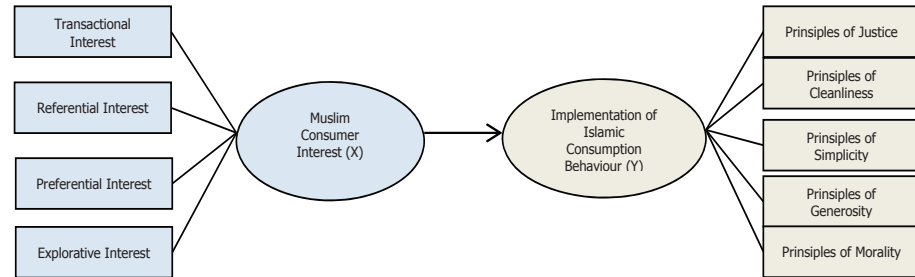 Transactional
Interest
Referential Interest
Preferential Interest
Explorative Interest
Muslim
Consumer
Interest (X)
Implementation of
Islamic
Consumption
Behaviour (Y)
Prinsiples of Justice
Prinsiples of
Cleanliness
Prinsiples of
Simplicity
Prinsiples of
Generosity
Prinsiples of Morality